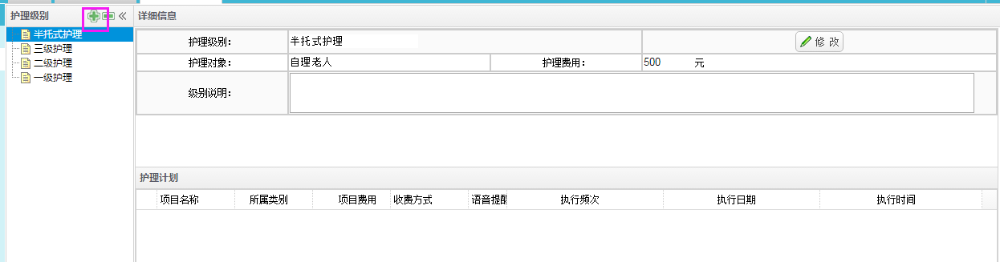 护理级别
半托式护理
三级护理
二级护理
一级护理
详细信息
护理级别： 半托式护理 修 改
护理对象： 自理老人 护理费用： 500 元
级别说明：
护理计划
项目名称 所属类别 项目费用 收费方式 语音提醒 执行频次 执行日期 执行时间